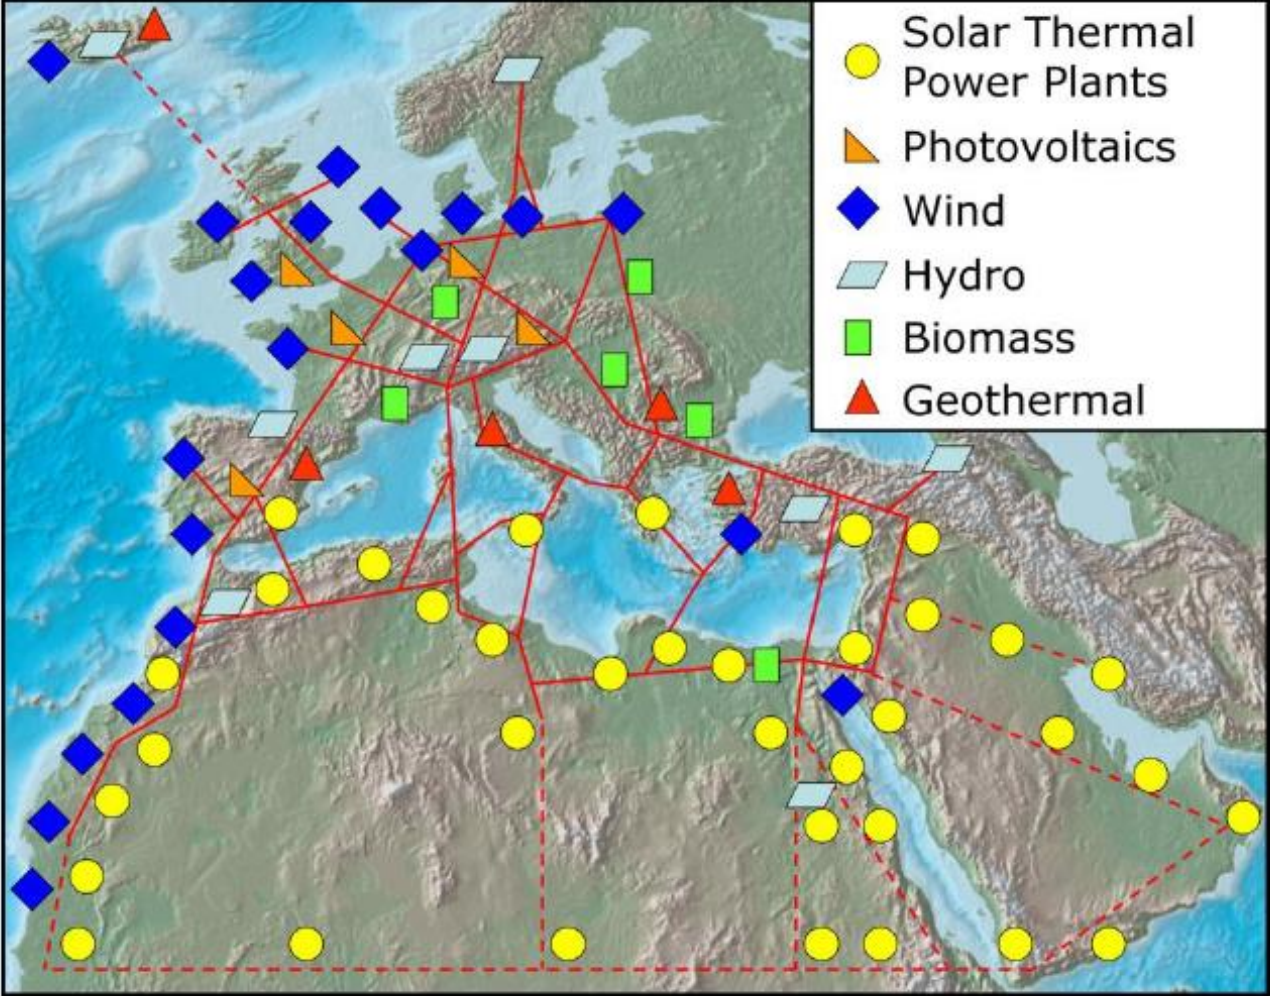 Solar Thermal
Power Plants
Photovoltaics
Wind
Hydro
Biomass
Geothermal